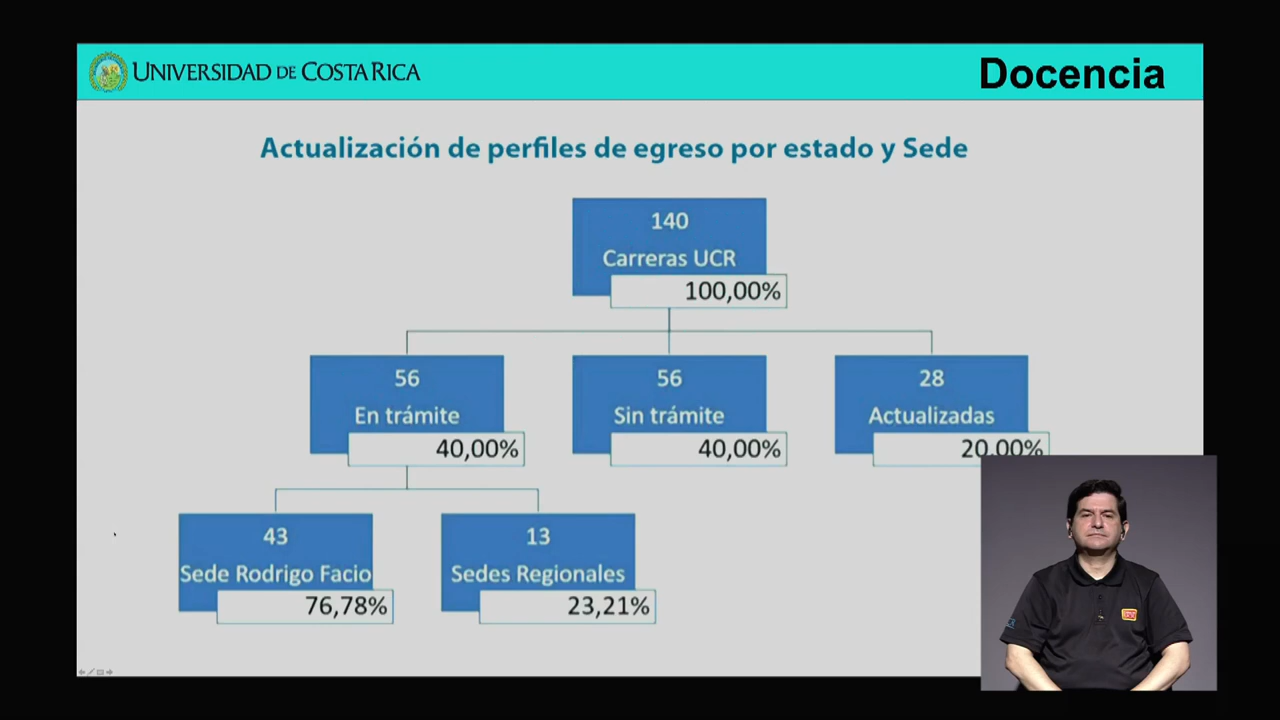 UNIVERSIDAD DE COSTA RICA
Docencia
Actualización de perfiles de egreso por estado y Sede
140
Carreras UCR
100,00%
56
En trámite
40,00%
56
Sin trámite
40,00%
28
Actualizadas
20,00%
43
Sede Rodrigo Facio
76,78%
13
Sedes Regionales
23,21%